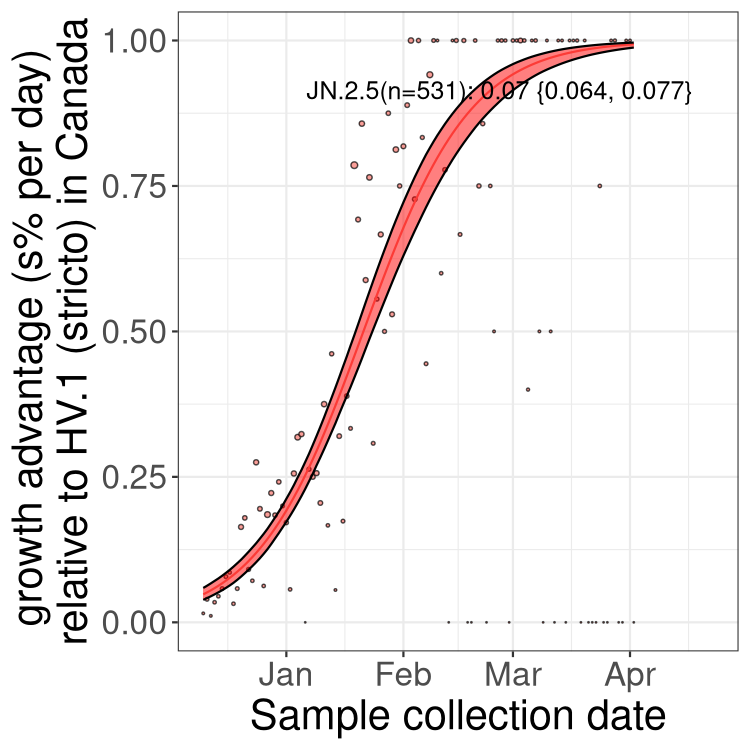 growth advantage (s% per day)
relative to HV.1 (stricto) in Canada
1.00
0.75
0.50
0.25
0.00
JN.2.5(n=531): 0.07 {0.064, 0.077}
Jan Feb Mar Apr
Sample collection date